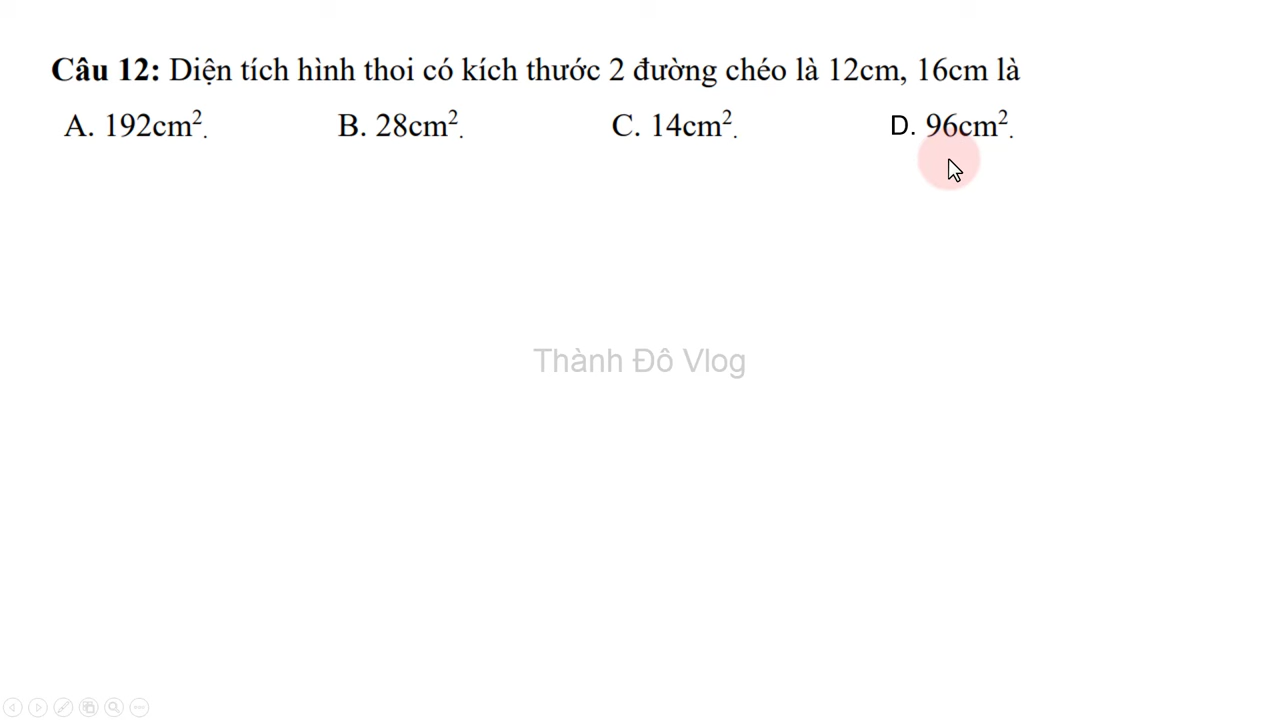 Câu 12: Diện tích hình thoi có kích thước 2 đường chéo là 12cm, 16cm là
A. 192cm². B. 28cm². C. 14cm². D. 96cm².
Thành Đô Vlog